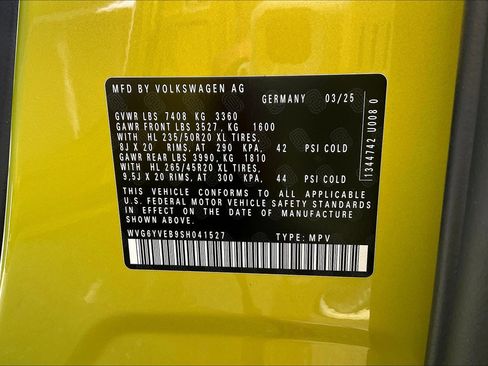 MFD BY VOLKSWAGEN AG
GERMANY 03/25
GVWR LBS 7408 KG 3360
GAWR FRONT LBS 3527, KG 1600
WITH HL 235/50R20 XL TIRES,
8J X 20 RIMS, AT 290 KPA, 42 PSI COLD
GAWR REAR LBS 3990, KG 1810
WITH HL 265/45R20 XL TIRES,
9,5J X 20 RIMS, AT 300 KPA, 44 PSI COLD
THIS VEHICLE CONFORMS TO ALL APPLICABLE
U.S. FEDERAL MOTOR VEHICLE SAFETY STANDARDS
IN EFFECT ON THE DATE OF MANUFACTURE
SHOWN ABOVE.
WVG6YVEB9SH041527 TYPE: MPV
1344742 U008 0